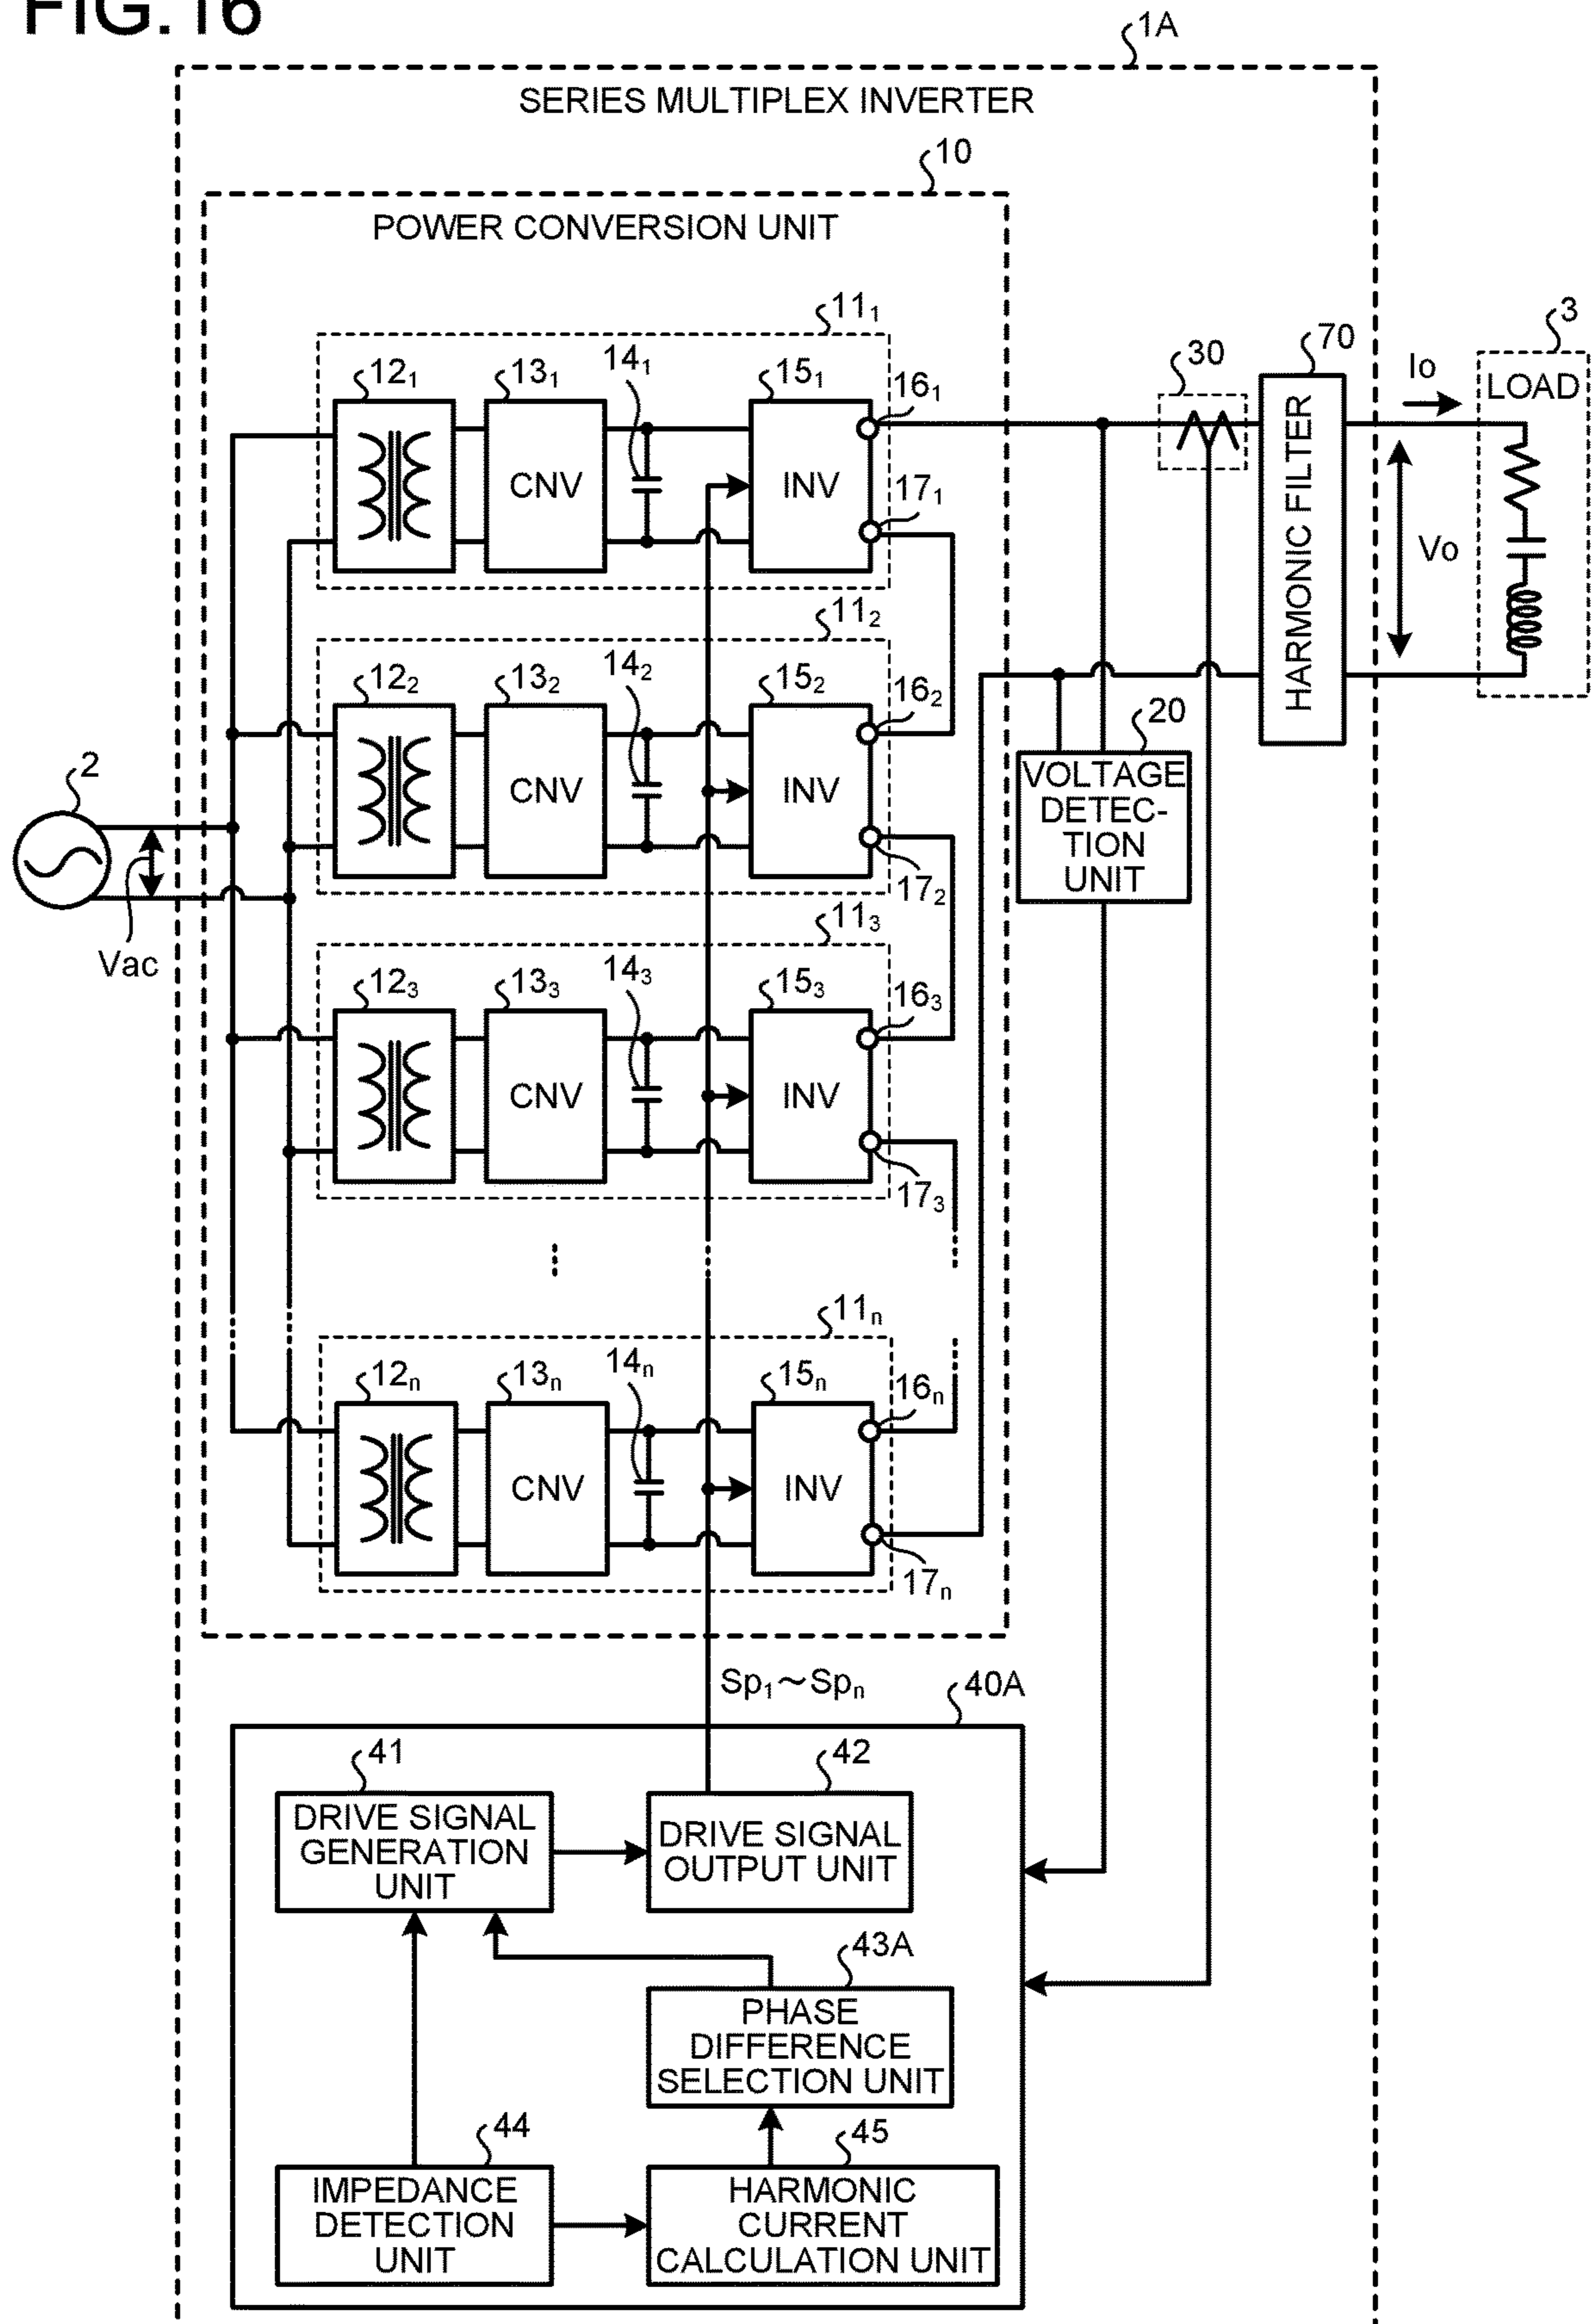 FIG. 16
1A
SERIES MULTIPLEX INVERTER
10
POWER CONVERSION UNIT
11₁
12₁
13₁
14₁
15₁
16₁
CNV
INV
17₁
30
70
HARMONIC FILTER
Io
Vo
3
LOAD
11₂
12₂
13₂
14₂
15₂
16₂
CNV
INV
17₂
20
VOLTAGE
DETEC-
TION
UNIT
2
Vac
11₃
12₃
13₃
14₃
15₃
16₃
CNV
INV
17₃
11ₙ
12ₙ
13ₙ
14ₙ
15ₙ
16ₙ
CNV
INV
17ₙ
Sp₁~Spₙ
40A
41
DRIVE SIGNAL
GENERATION
UNIT
42
DRIVE SIGNAL
OUTPUT UNIT
43A
PHASE
DIFFERENCE
SELECTION UNIT
44
IMPEDANCE
DETECTION
UNIT
45
HARMONIC
CURRENT
CALCULATION UNIT